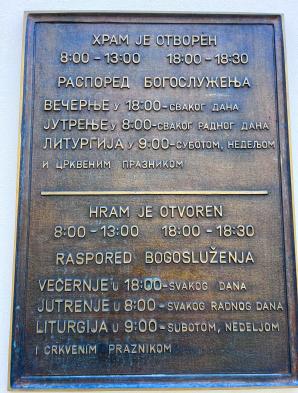 ХРАМ ЈЕ ОТВОРЕН
8:00 - 13:00 18:00 - 18:30
РАСПОРЕД БОГОСЛУЖЕЊА
ВЕЧЕРЊЕ У 18:00-СВАКОГ ДАНА
ЈУТРЕЊЕ У 8:00-СВАКОГ РАДНОГ ДАНА
ЛИТУРГИЈА У 9:00-СУБОТОМ, НЕДЕЉОМ
И ЦРКВЕНИМ ПРАЗНИКОМ
HRAM JE OTVOREN
8:00 - 13:00 18:00 - 18:30
RASPORED BOGOSLUŽENJA
VEČERNJE U 18:00-SVAKOG DANA
JUTRENJE U 8:00-SVAKOG RADNOG DANA
LITURGIJA U 9:00-SUBOTOM, NEDELJOM
I CRKVENIM PRAZNIKOM